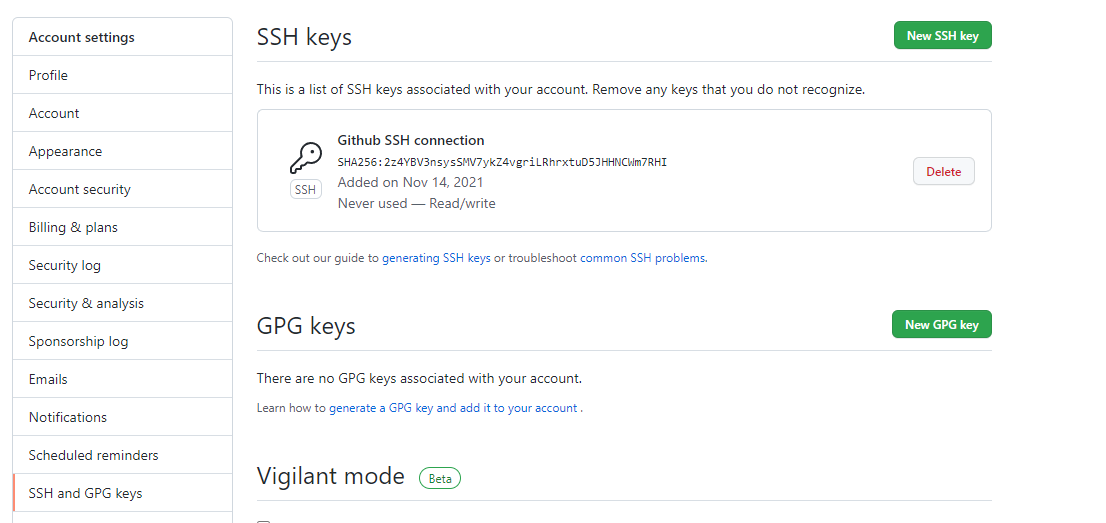 Account settings
Profile
Account
Appearance
Account security
Billing & plans
Security log
Security & analysis
Sponsorship log
Emails
Notifications
Scheduled reminders
SSH and GPG keys
SSH keys
New SSH key
This is a list of SSH keys associated with your account. Remove any keys that you do not recognize.
SSH
Github SSH connection
SHA256:2z4YBV3nsysSMV7ykZ4vgriLRhrxtuD5JHHNCWm7RHI
Added on Nov 14, 2021
Never used — Read/write
Delete
Check out our guide to generating SSH keys or troubleshoot common SSH problems.
GPG keys
New GPG key
There are no GPG keys associated with your account.
Learn how to generate a GPG key and add it to your account .
Vigilant mode Beta